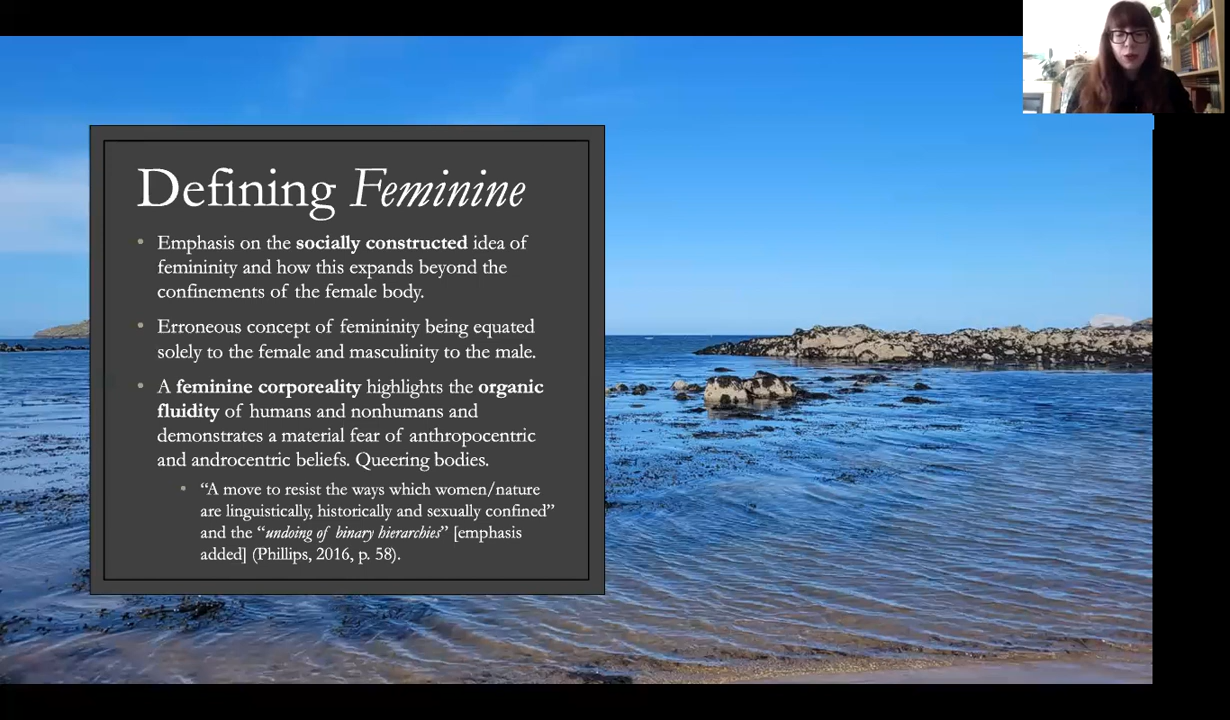 Defining Feminine
• Emphasis on the socially constructed idea of
femininity and how this expands beyond the
confinements of the female body.
• Erroneous concept of femininity being equated
solely to the female and masculinity to the male.
• A feminine corporeality highlights the organic
fluidity of humans and nonhumans and
demonstrates a material fear of anthropocentric
and androcentric beliefs. Queering bodies.
• “A move to resist the ways which women/nature
are linguistically, historically and sexually confined”
and the “undoing of binary hierarchies” [emphasis
added] (Phillips, 2016, p. 58).